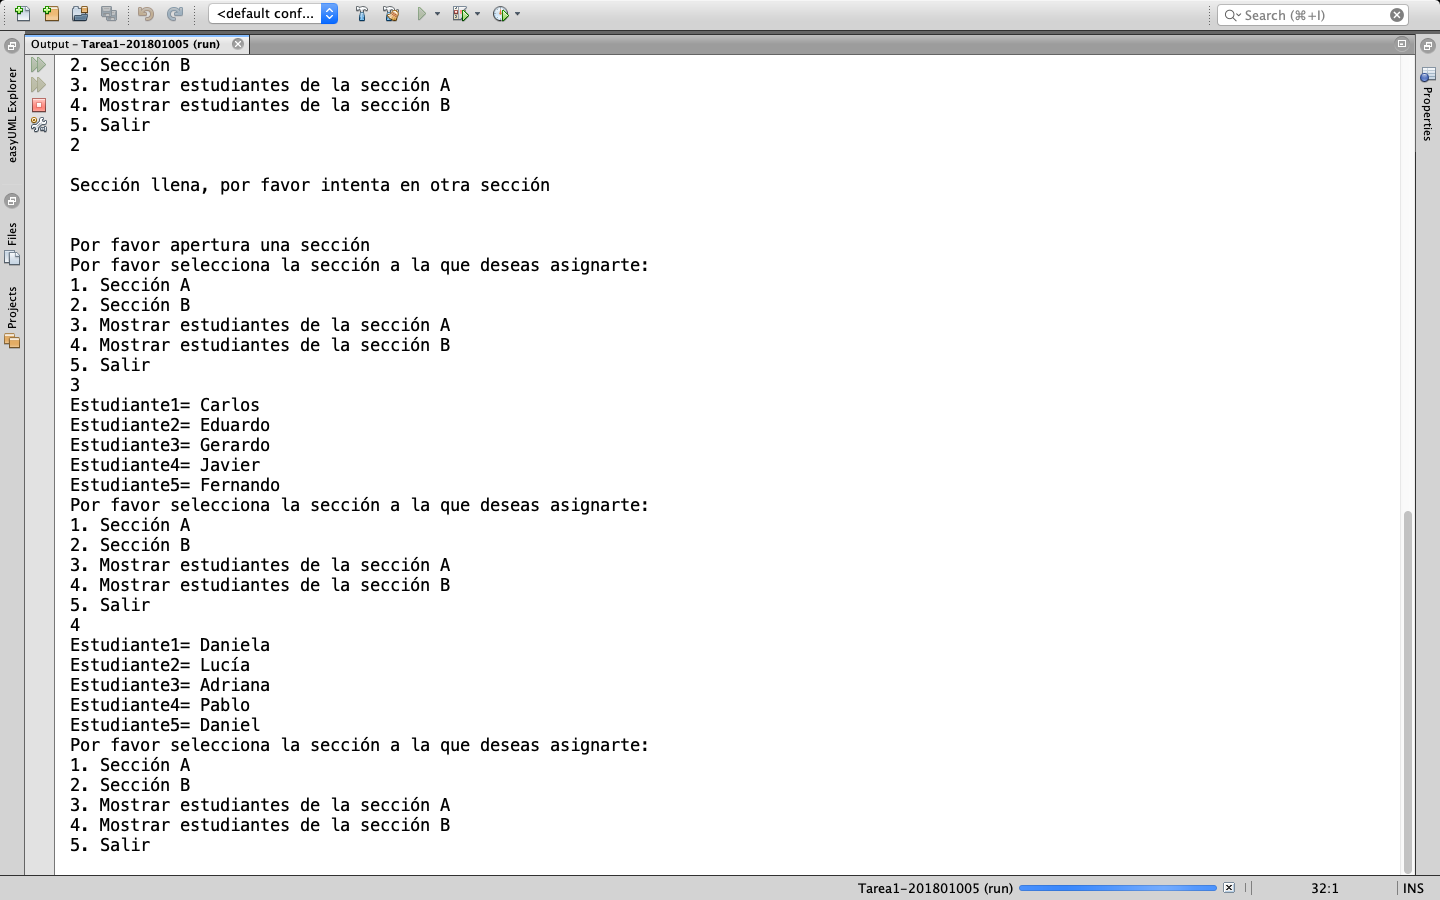 <default conf...
Search (⌘+I)
Output - Tarea1-201801005 (run)
easyUML Explorer
Files
Projects
Properties
2. Sección B
3. Mostrar estudiantes de la sección A
4. Mostrar estudiantes de la sección B
5. Salir
2
Sección llena, por favor intenta en otra sección
Por favor apertura una sección
Por favor selecciona la sección a la que deseas asignarte:
1. Sección A
2. Sección B
3. Mostrar estudiantes de la sección A
4. Mostrar estudiantes de la sección B
5. Salir
3
Estudiante1= Carlos
Estudiante2= Eduardo
Estudiante3= Gerardo
Estudiante4= Javier
Estudiante5= Fernando
Por favor selecciona la sección a la que deseas asignarte:
1. Sección A
2. Sección B
3. Mostrar estudiantes de la sección A
4. Mostrar estudiantes de la sección B
5. Salir
4
Estudiante1= Daniela
Estudiante2= Lucía
Estudiante3= Adriana
Estudiante4= Pablo
Estudiante5= Daniel
Por favor selecciona la sección a la que deseas asignarte:
1. Sección A
2. Sección B
3. Mostrar estudiantes de la sección A
4. Mostrar estudiantes de la sección B
5. Salir
Tarea1-201801005 (run)
32:1
INS